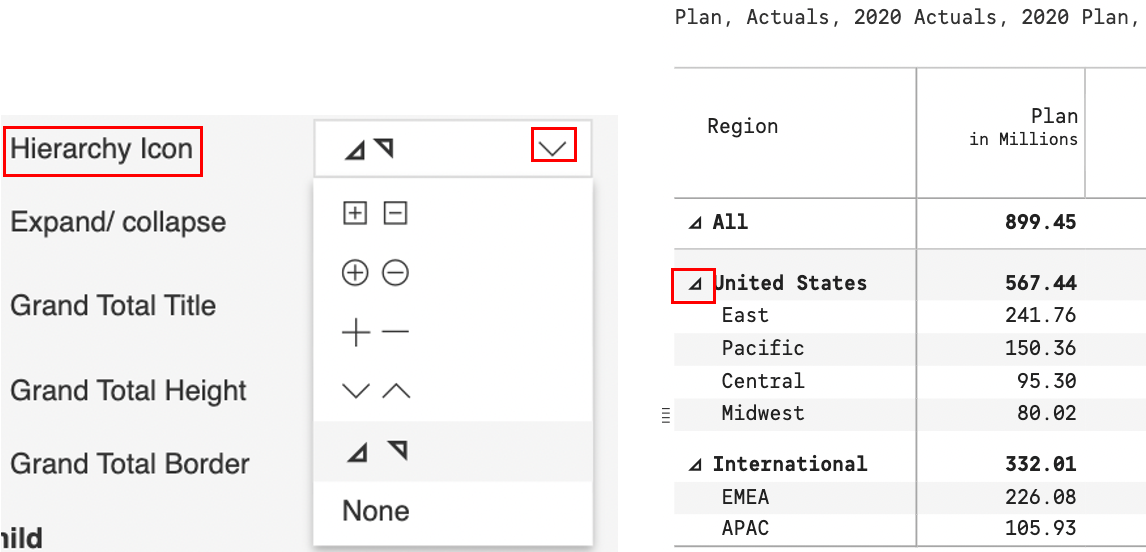 Plan, Actuals, 2020 Actuals, 2020 Plan,
Hierarchy Icon
Expand/ collapse
Grand Total Title
Grand Total Height
Grand Total Border
None
Region
Plan
in Millions
All 899.45
United States 567.44
East 241.76
Pacific 150.36
Central 95.30
Midwest 80.02
International 332.01
EMEA 226.08
APAC 105.93